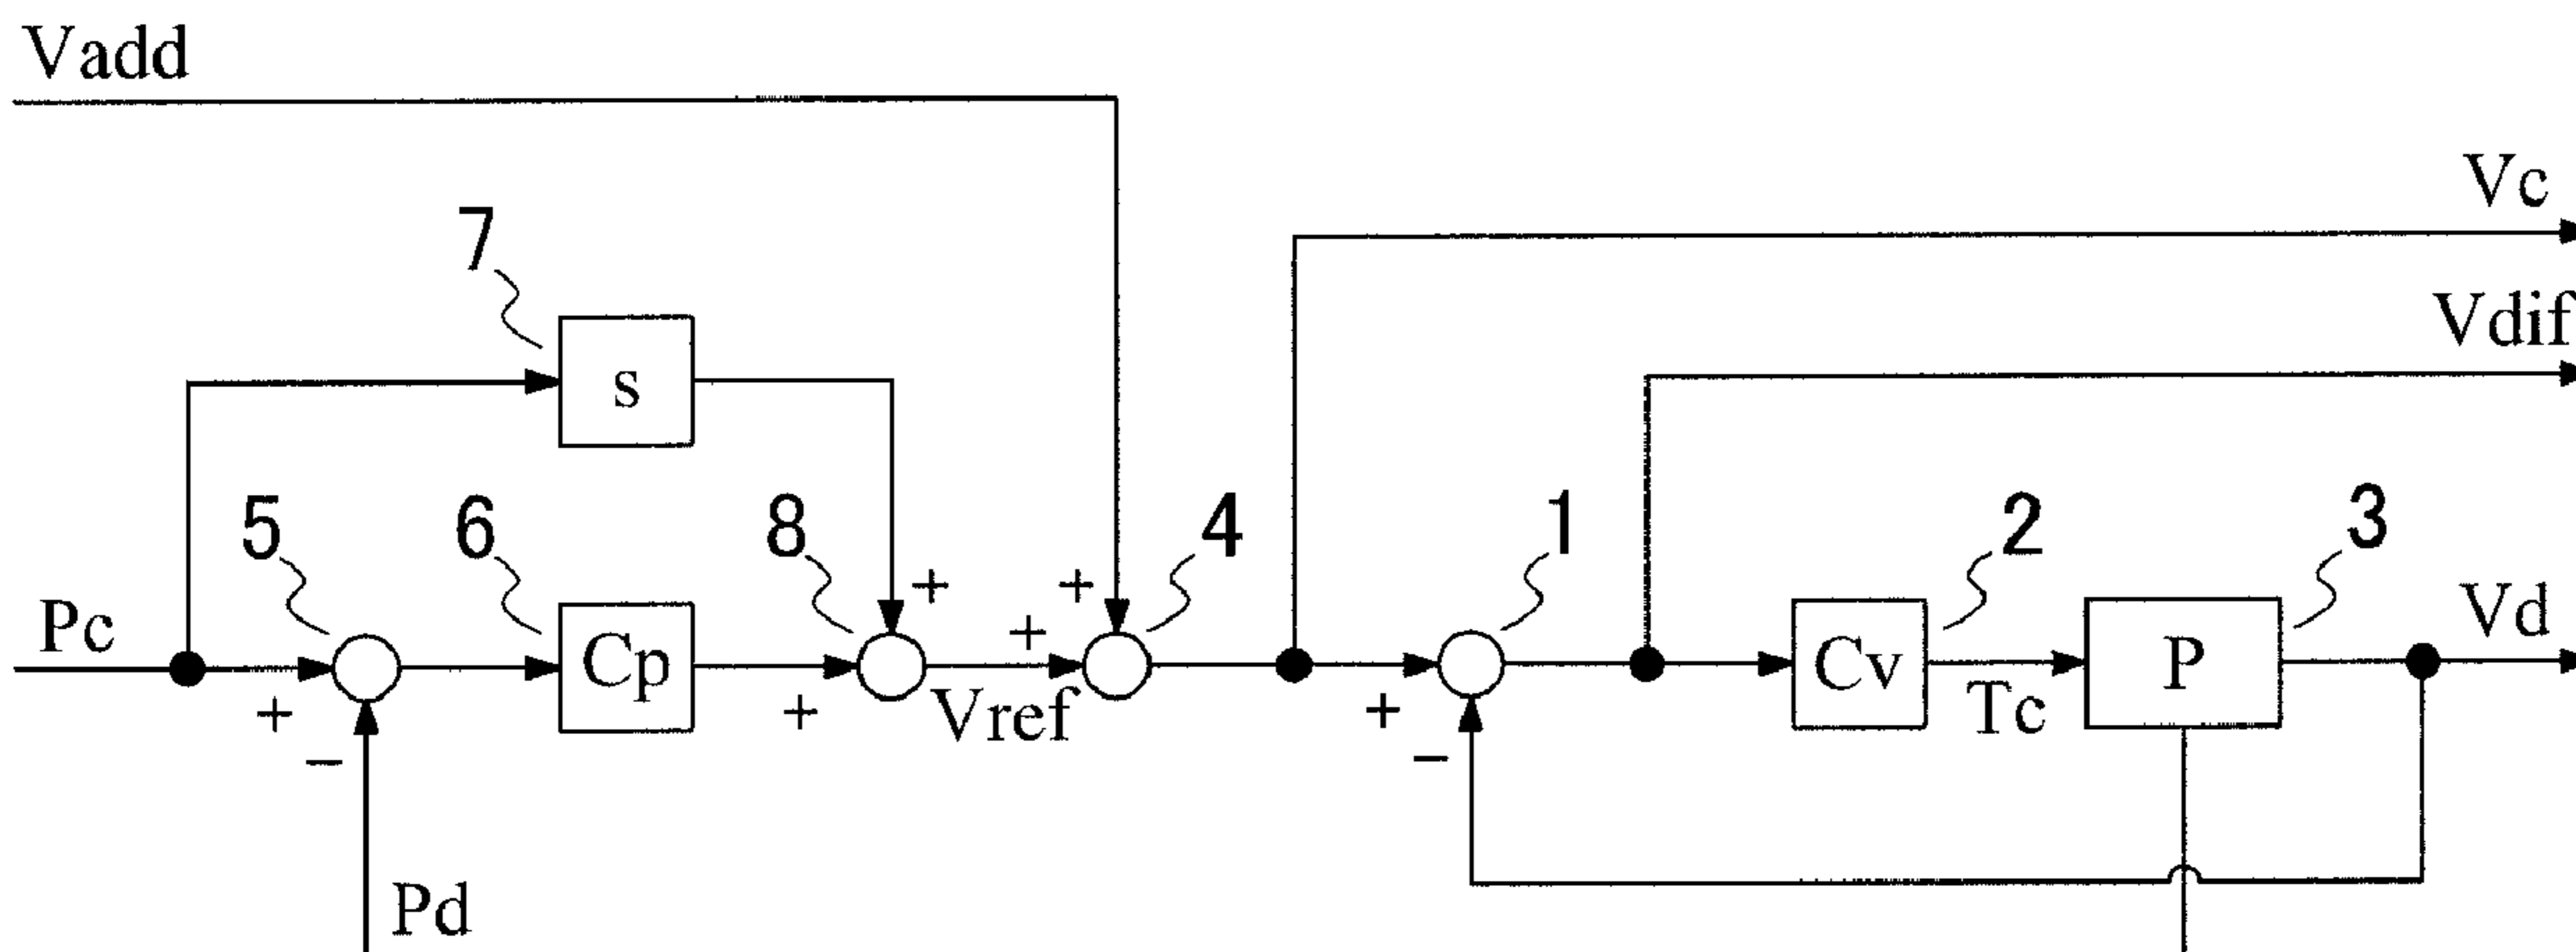 Vadd
Vc
7
Vdif
s
5 6 8 4 1 2 3
+ +
Pc Cp + Cv P Vd
+ + Vref + Tc
− −
Pd